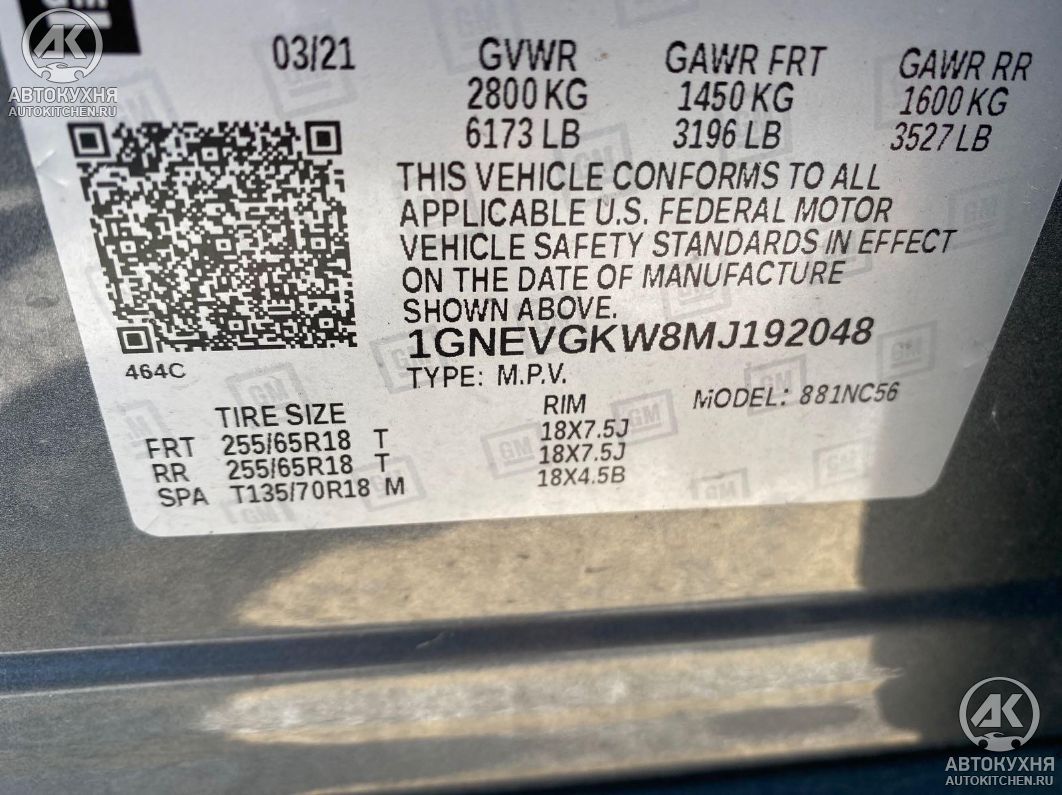 GM
AK
АВТОКУХНЯ
AUTOKITCHEN.RU
03/21
GVWR
2800 KG
6173 LB
GAWR FRT
1450 KG
3196 LB
GAWR RR
1600 KG
3527 LB
THIS VEHICLE CONFORMS TO ALL
APPLICABLE U.S. FEDERAL MOTOR
VEHICLE SAFETY STANDARDS IN EFFECT
ON THE DATE OF MANUFACTURE
SHOWN ABOVE.
1GNEVGKW8MJ192048
TYPE: M.P.V.
MODEL: 881NC56
464C
TIRE SIZE
RIM
FRT 255/65R18 T 18X7.5J
RR 255/65R18 T 18X7.5J
SPA T135/70R18 M 18X4.5B
AK
АВТОКУХНЯ
AUTOKITCHEN.RU